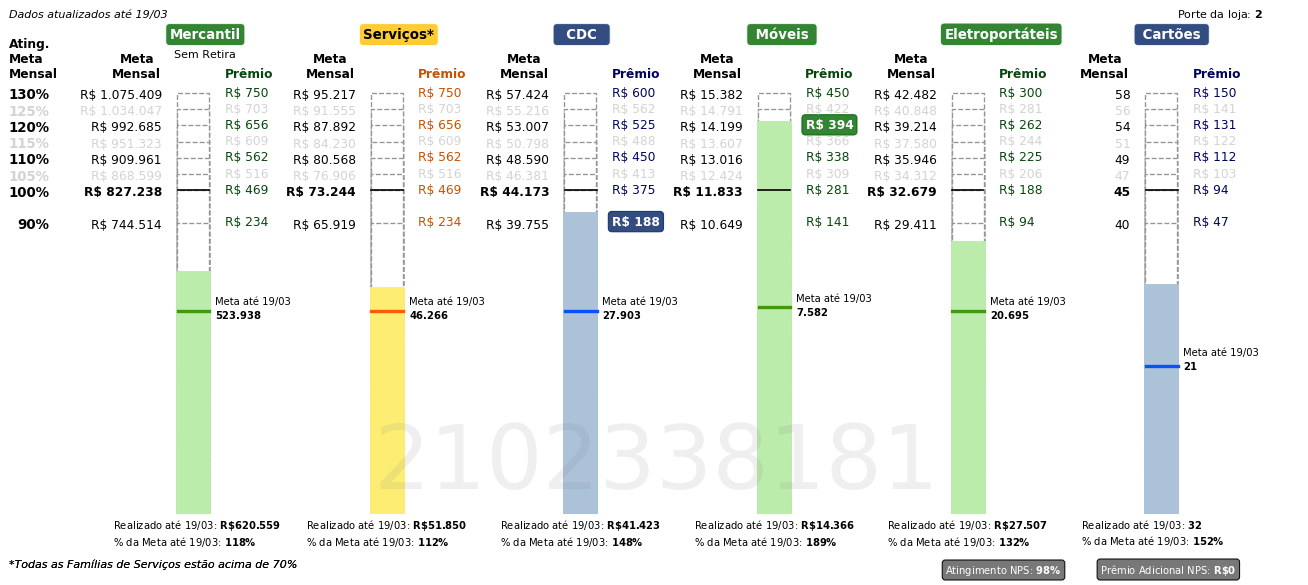 Dados atualizados até 19/03
Porte da loja: 2
Mercantil Serviços* CDC Móveis Eletroportáteis Cartões
Sem Retira
Ating. Meta Mensal
Meta Mensal Prêmio Meta Mensal Prêmio Meta Mensal Prêmio Meta Mensal Prêmio Meta Mensal Prêmio Meta Mensal Prêmio
130% R$ 1.075.409 R$ 750 R$ 95.217 R$ 750 R$ 57.424 R$ 600 R$ 15.382 R$ 450 R$ 42.482 R$ 300 58 R$ 150
125% R$ 1.034.047 R$ 703 R$ 91.555 R$ 703 R$ 55.216 R$ 562 R$ 14.791 R$ 422 R$ 40.848 R$ 281 56 R$ 141
120% R$ 992.685 R$ 656 R$ 87.892 R$ 656 R$ 53.007 R$ 525 R$ 14.199 R$ 394 R$ 39.214 R$ 262 54 R$ 131
115% R$ 951.323 R$ 609 R$ 84.230 R$ 609 R$ 50.798 R$ 488 R$ 13.607 R$ 366 R$ 37.580 R$ 244 51 R$ 122
110% R$ 909.961 R$ 562 R$ 80.568 R$ 562 R$ 48.590 R$ 450 R$ 13.016 R$ 338 R$ 35.946 R$ 225 49 R$ 112
105% R$ 868.599 R$ 516 R$ 76.906 R$ 516 R$ 46.381 R$ 413 R$ 12.424 R$ 309 R$ 34.312 R$ 206 47 R$ 103
100% R$ 827.238 R$ 469 R$ 73.244 R$ 469 R$ 44.173 R$ 375 R$ 11.833 R$ 281 R$ 32.679 R$ 188 45 R$ 94
90% R$ 744.514 R$ 234 R$ 65.919 R$ 234 R$ 39.755 R$ 188 R$ 10.649 R$ 141 R$ 29.411 R$ 94 40 R$ 47
Meta até 19/03 Meta até 19/03 Meta até 19/03 Meta até 19/03 Meta até 19/03
523.938 46.266 27.903 7.582 20.695
Meta até 19/03
21
2102338181
Realizado até 19/03: R$620.559 Realizado até 19/03: R$51.850 Realizado até 19/03: R$41.423 Realizado até 19/03: R$14.366 Realizado até 19/03: R$27.507 Realizado até 19/03: 32
% da Meta até 19/03: 118% % da Meta até 19/03: 112% % da Meta até 19/03: 148% % da Meta até 19/03: 189% % da Meta até 19/03: 132% % da Meta até 19/03: 152%
*Todas as Famílias de Serviços estão acima de 70%
Atingimento NPS: 98% Prêmio Adicional NPS: R$0